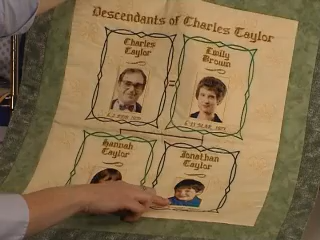 Descendants of Charles Taylor
Charles
Taylor
Emily
Brown
Hannah
Taylor
Jonathan
Taylor